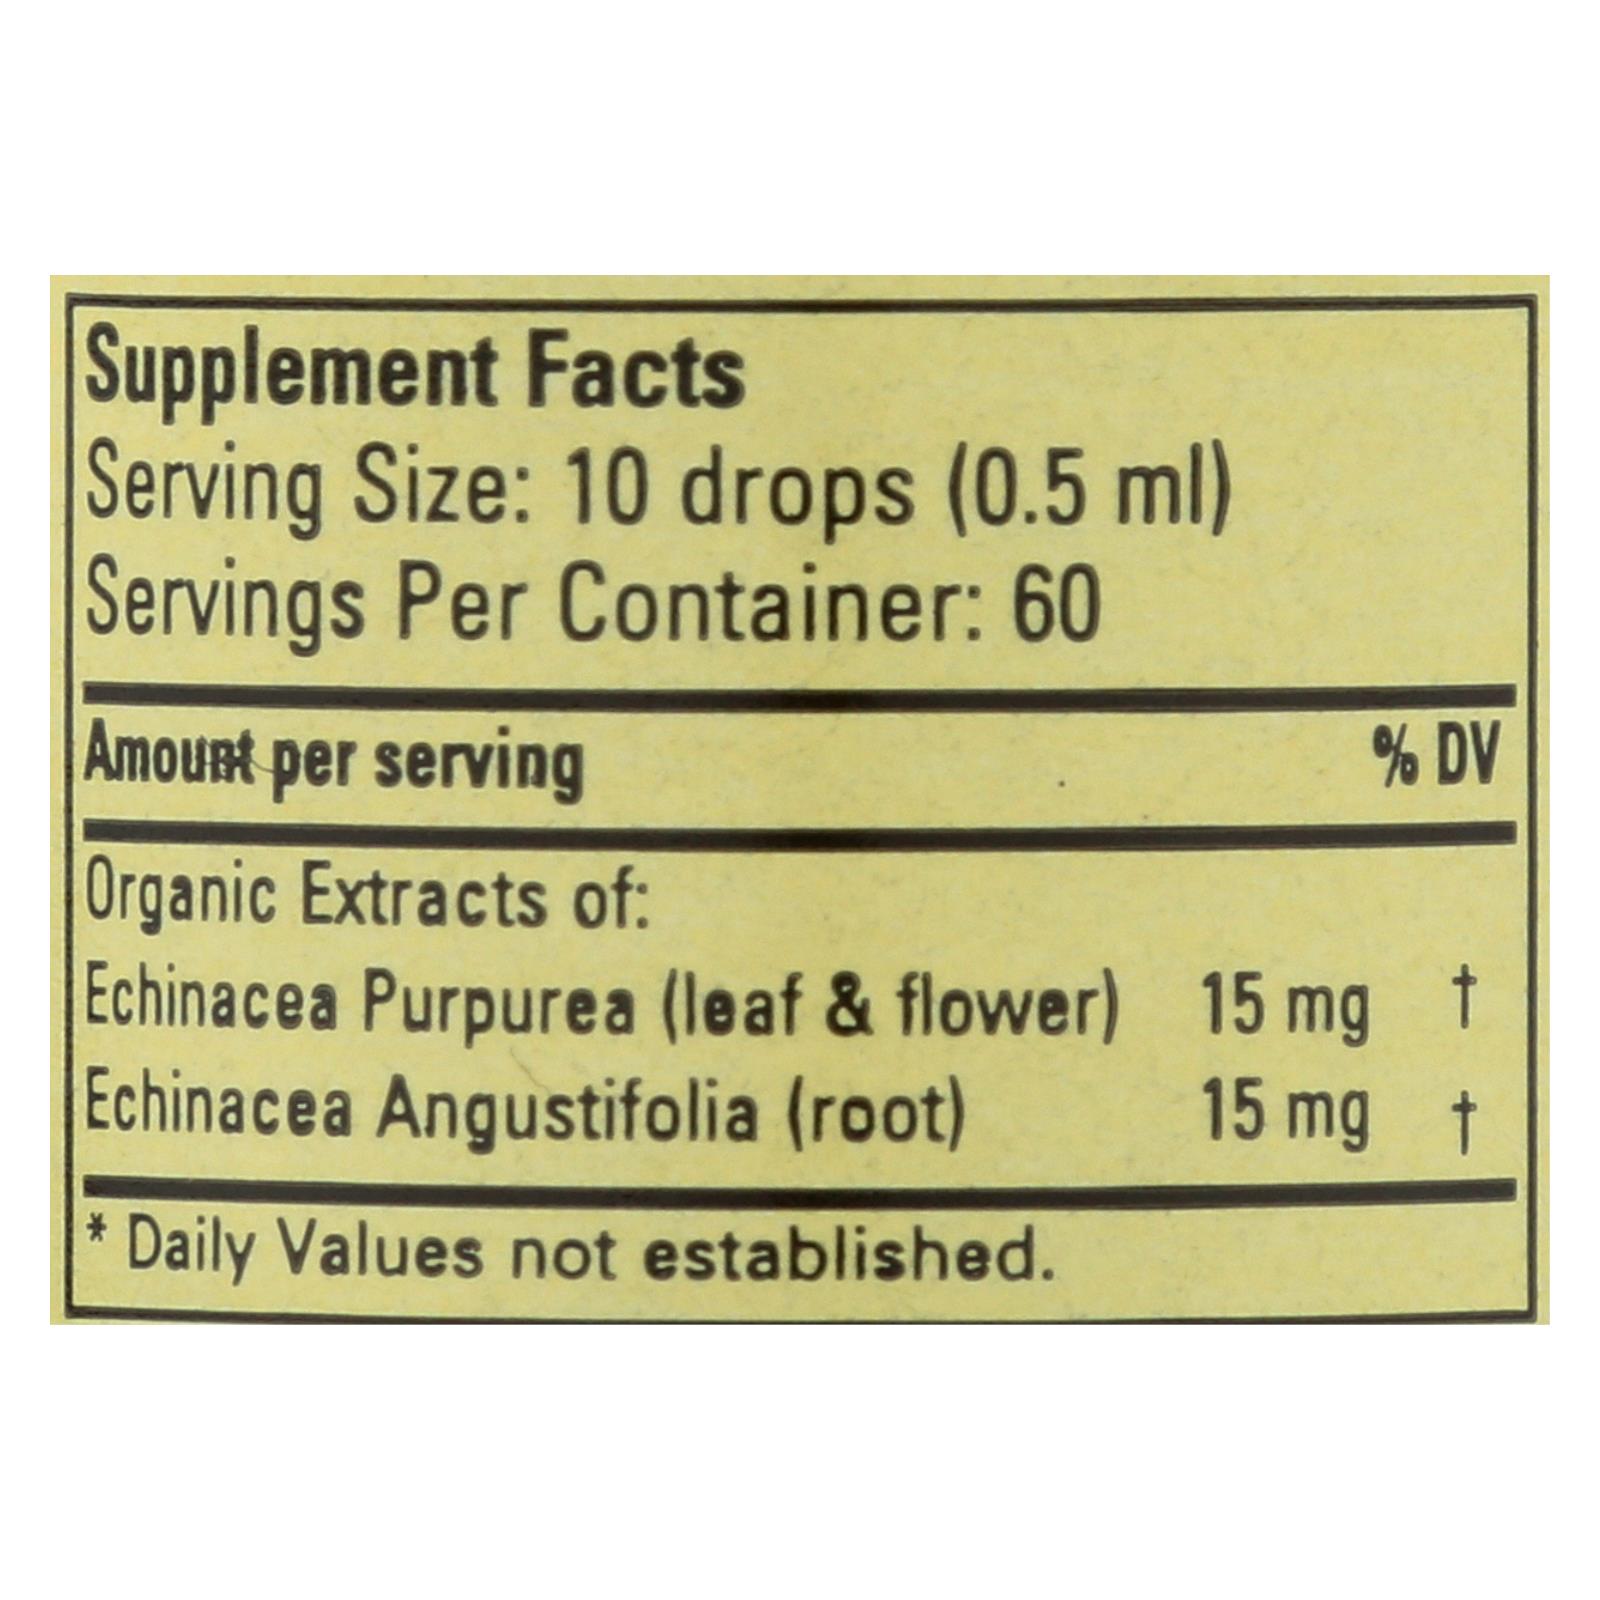 Supplement Facts
Serving Size: 10 drops (0.5 ml)
Servings Per Container: 60
Amount per serving % DV
Organic Extracts of:
Echinacea Purpurea (leaf & flower) 15 mg †
Echinacea Angustifolia (root) 15 mg †
* Daily Values not established.